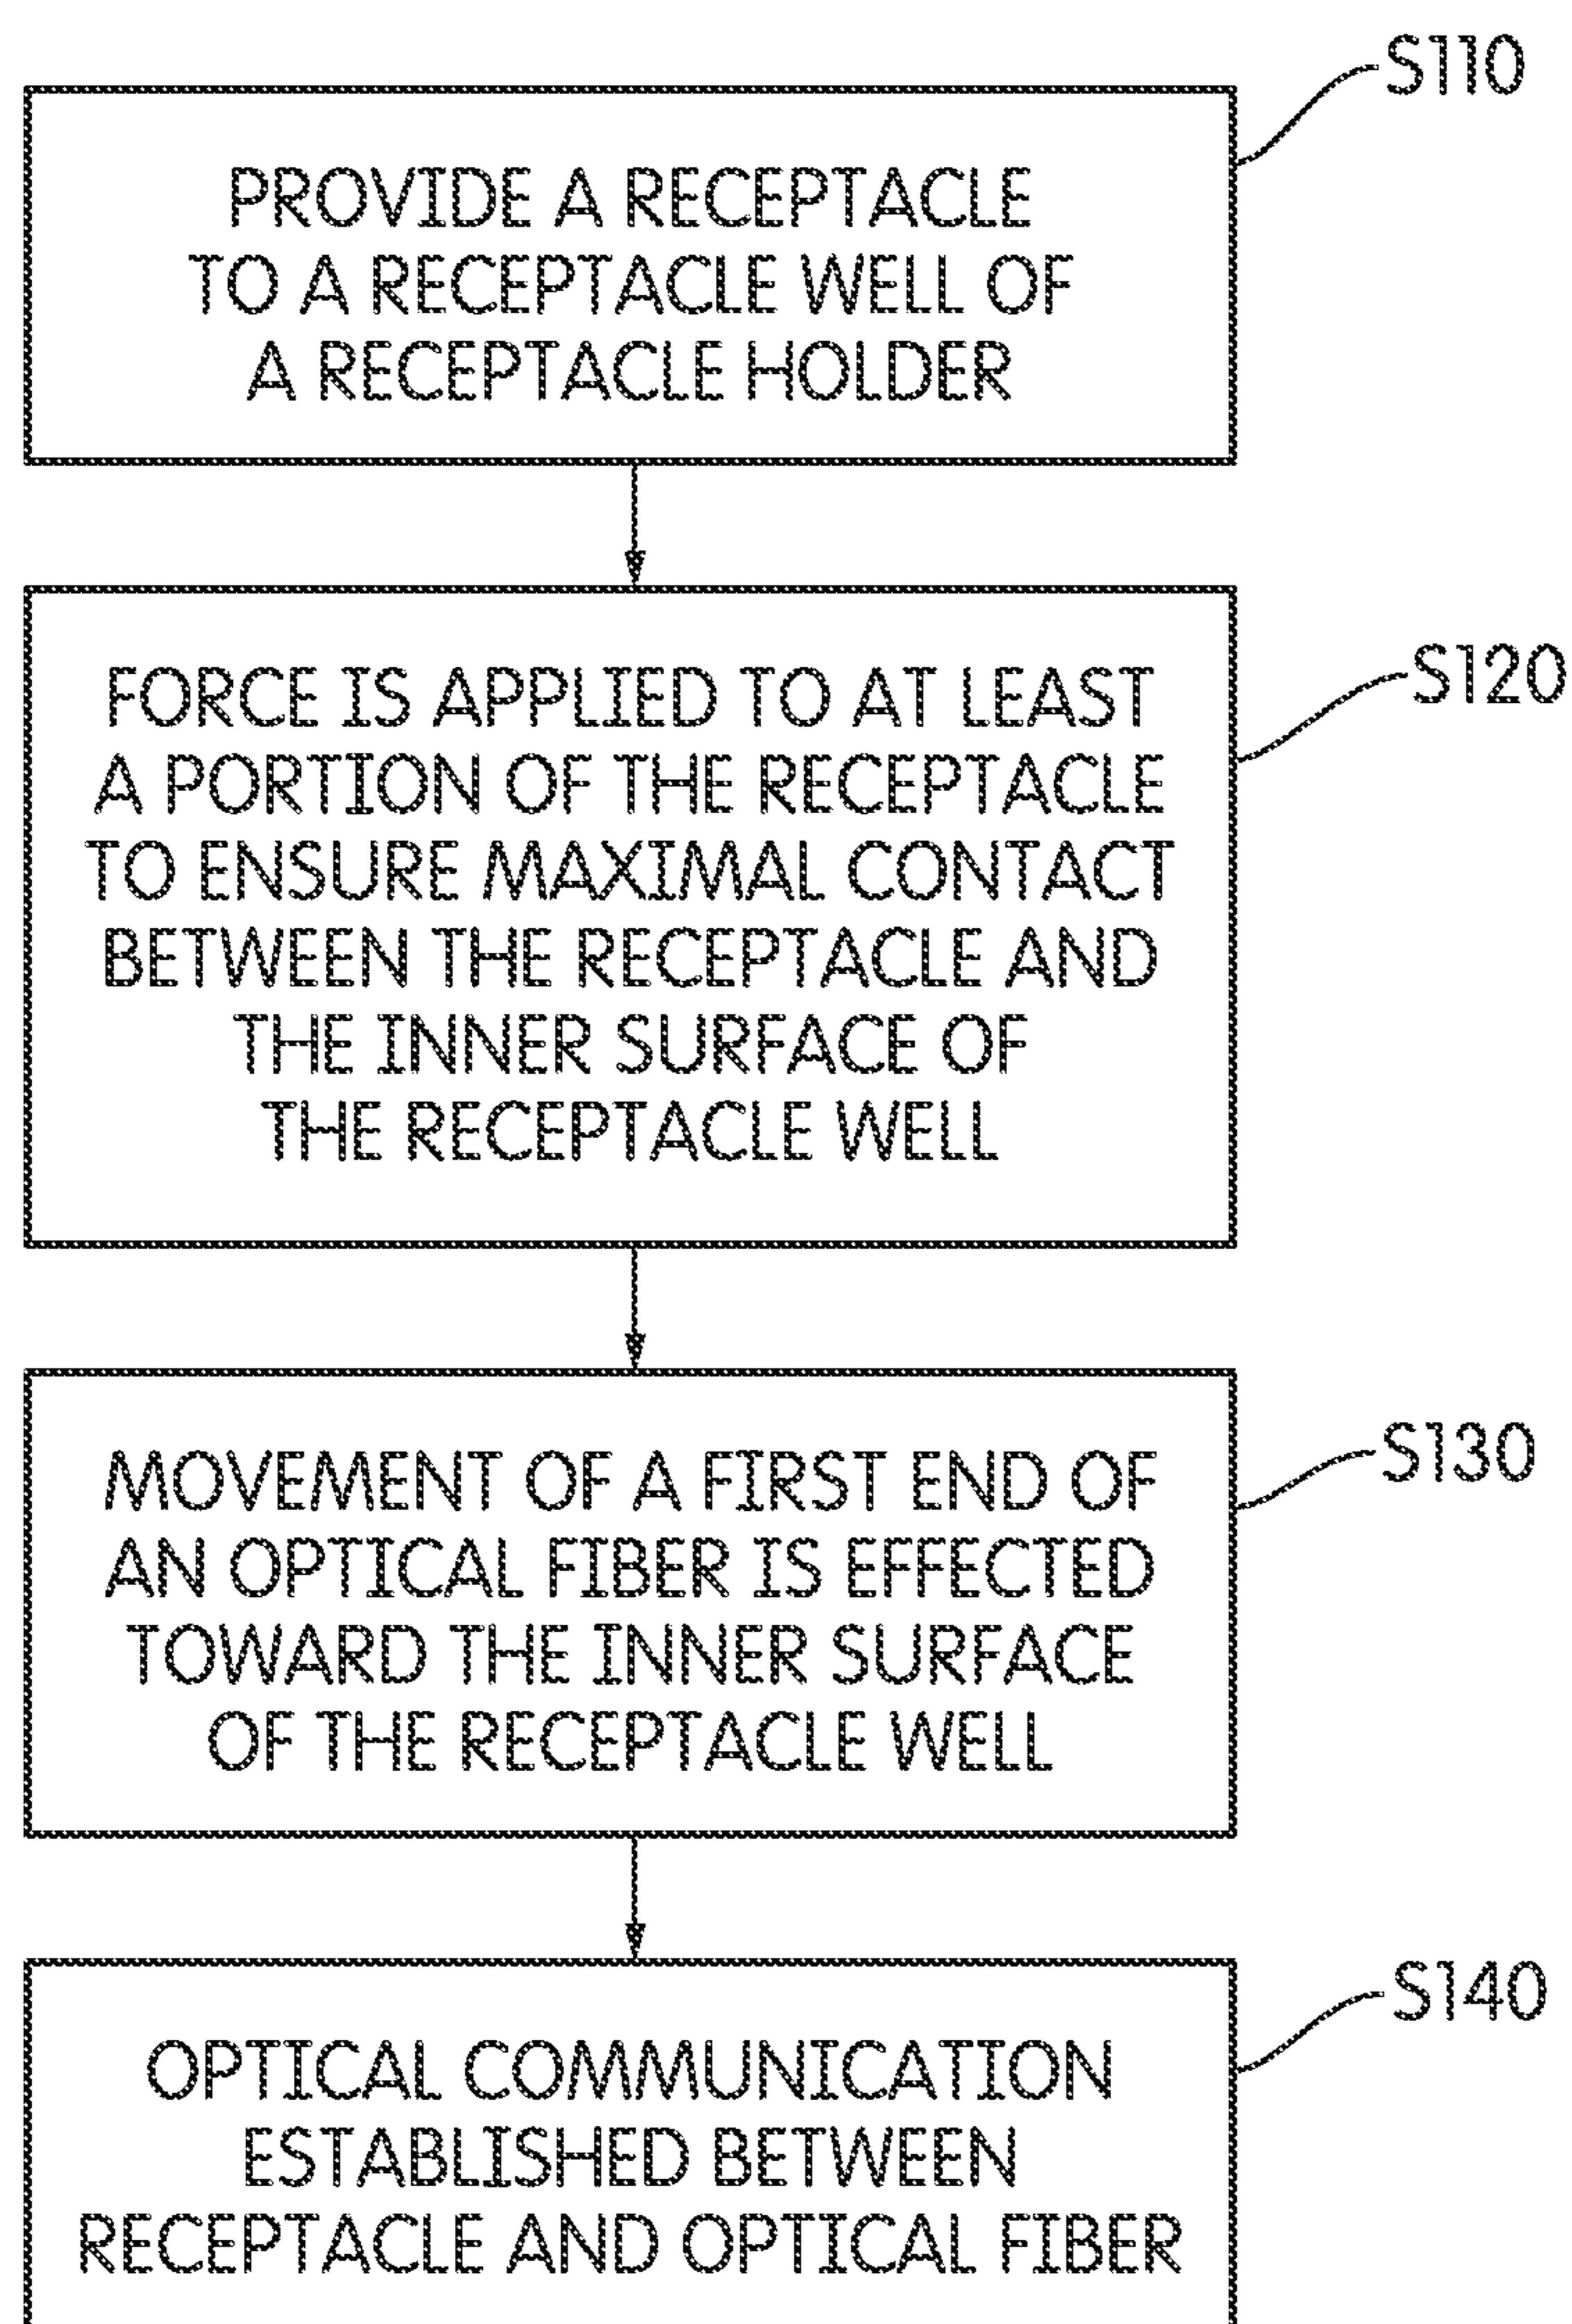 S110
PROVIDE A RECEPTACLE
TO A RECEPTACLE WELL OF
A RECEPTACLE HOLDER
S120
FORCE IS APPLIED TO AT LEAST
A PORTION OF THE RECEPTACLE
TO ENSURE MAXIMAL CONTACT
BETWEEN THE RECEPTACLE AND
THE INNER SURFACE OF
THE RECEPTACLE WELL
S130
MOVEMENT OF A FIRST END OF
AN OPTICAL FIBER IS EFFECTED
TOWARD THE INNER SURFACE
OF THE RECEPTACLE WELL
S140
OPTICAL COMMUNICATION
ESTABLISHED BETWEEN
RECEPTACLE AND OPTICAL FIBER